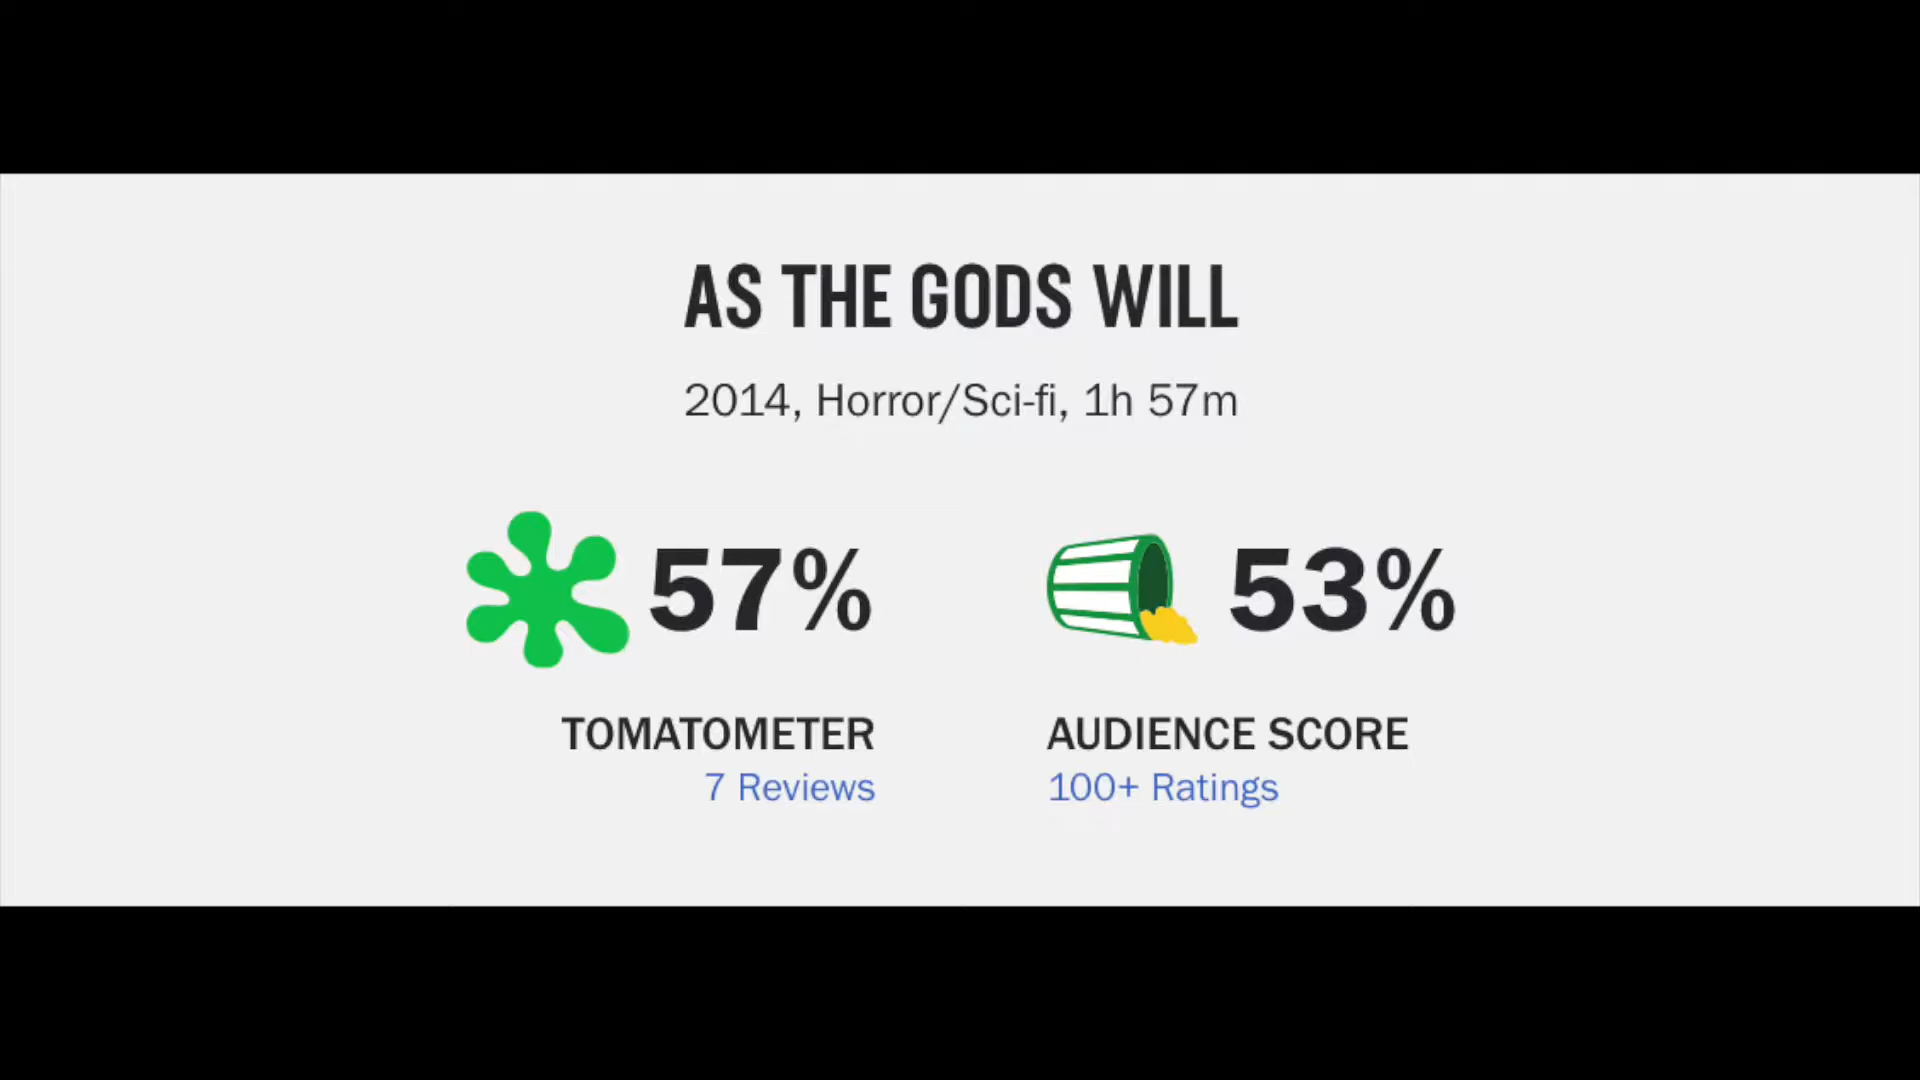 AS THE GODS WILL
2014, Horror/Sci-fi, 1h 57m
57%
53%
TOMATOMETER
AUDIENCE SCORE
7 Reviews
100+ Ratings